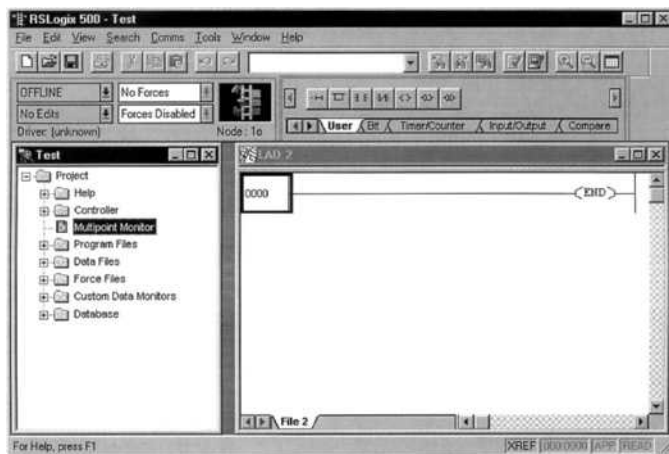 RSLogix 500 - Test
File Edit View Search Comms Tools Window Help
OFFLINE No Forces
No Edits Forces Disabled
Driver: (unknown) Node: 1o
User Bit Timer/Counter Input/Output Compare
Test
Project
Help
Controller
Multipoint Monitor
Program Files
Data Files
Force Files
Custom Data Monitors
Database
LAD 2
0000
END
File 2
For Help, press F1
XREF 000:0000 APP READ